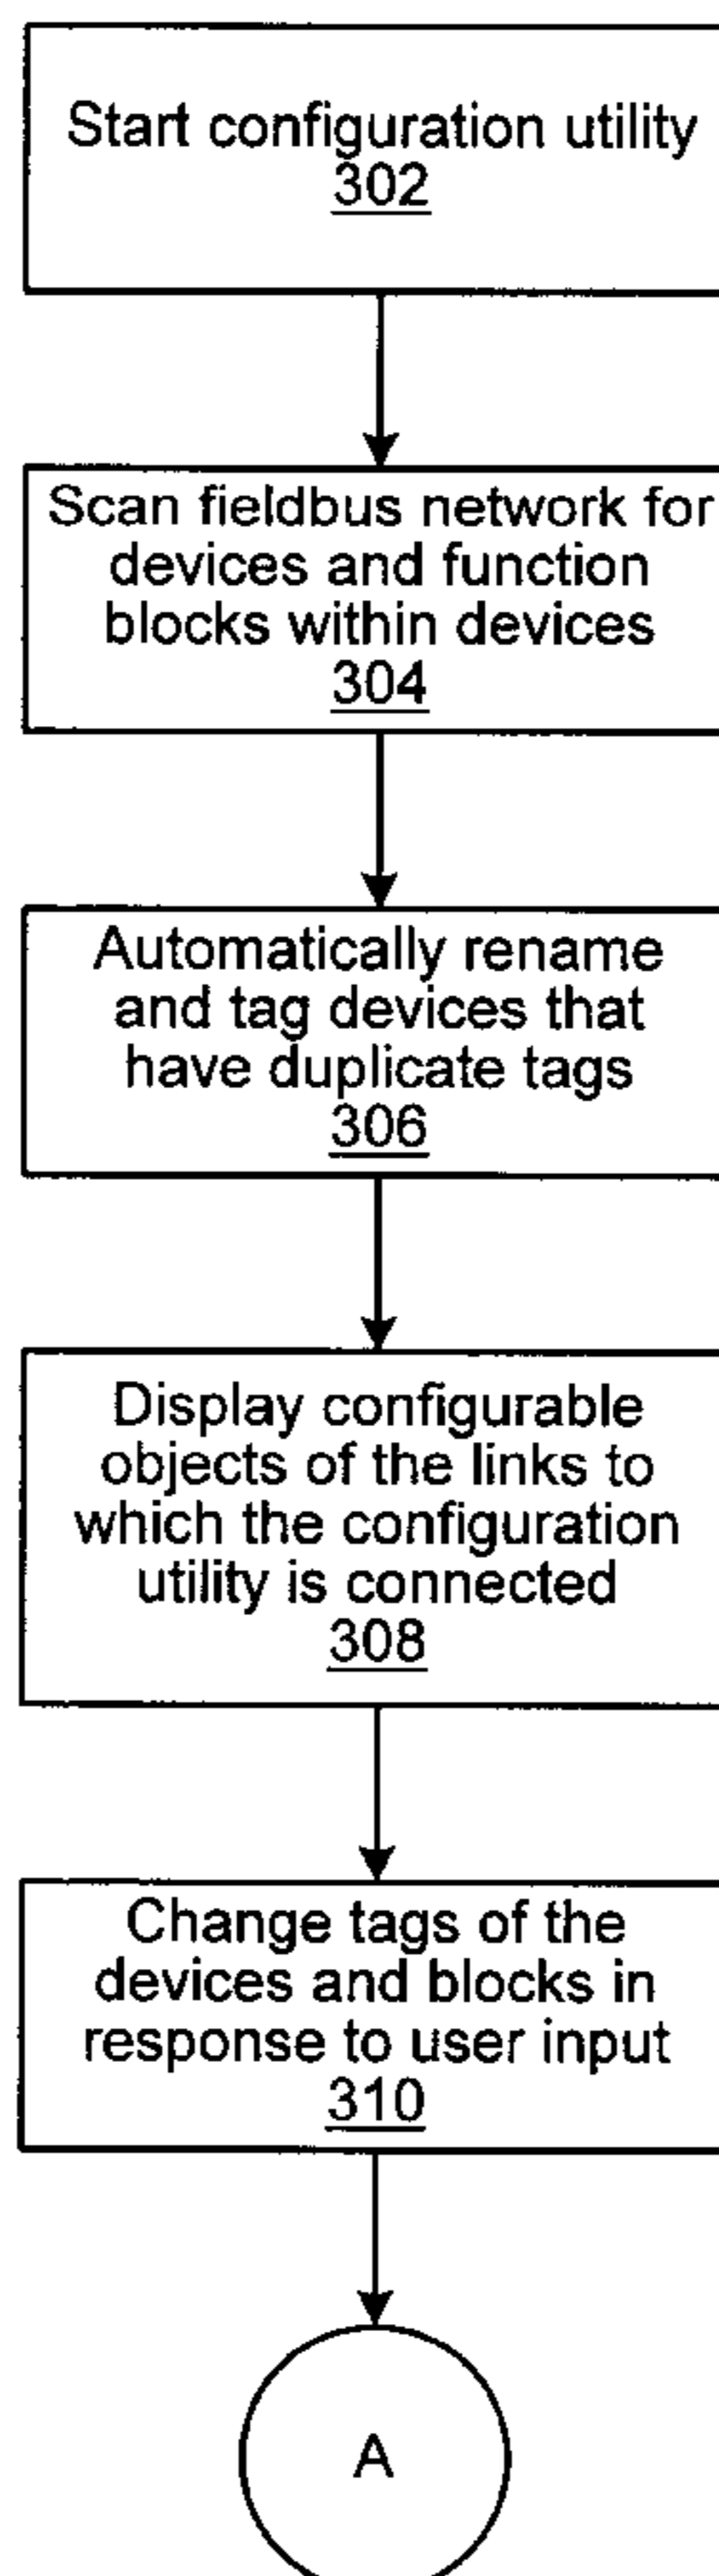 Start configuration utility
302
Scan fieldbus network for
devices and function
blocks within devices
304
Automatically rename
and tag devices that
have duplicate tags
306
Display configurable
objects of the links to
which the configuration
utility is connected
308
Change tags of the
devices and blocks in
response to user input
310
A